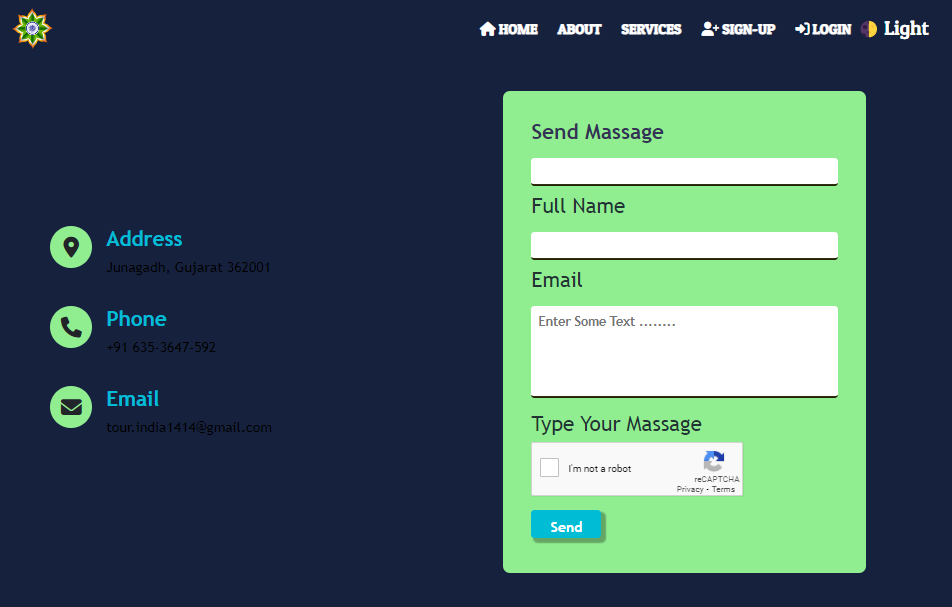 HOME ABOUT SERVICES SIGN-UP LOGIN Light
Address
Junagadh, Gujarat 362001
Phone
+91 635-3647-592
Email
tour.india1414@gmail.com
Send Massage
Full Name
Email
Enter Some Text ........
Type Your Massage
I'm not a robot
reCAPTCHA
Privacy - Terms
Send